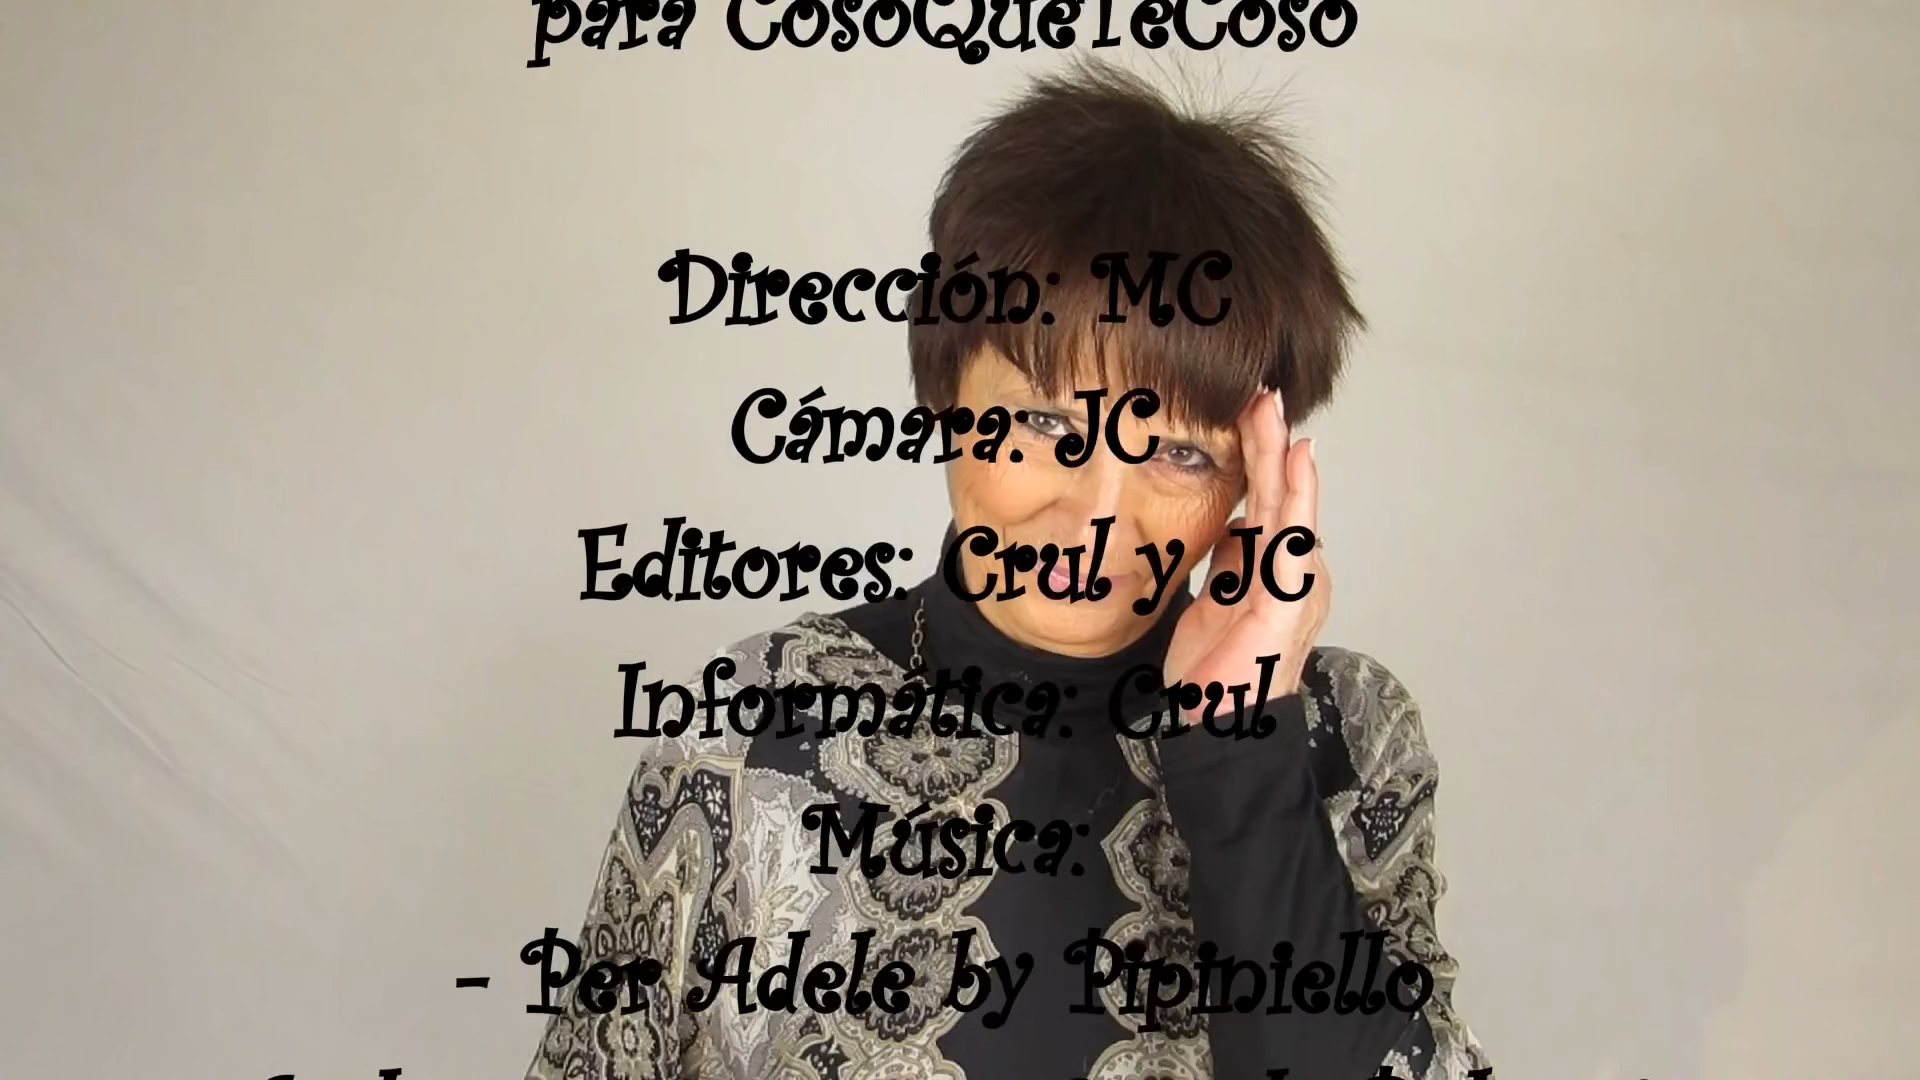 para CosoQueTeCoso
Dirección: MC
Cámara: JC
Editores: Crul y JC
Informática: Crul
Música:
- Per Adele by Pipiniello